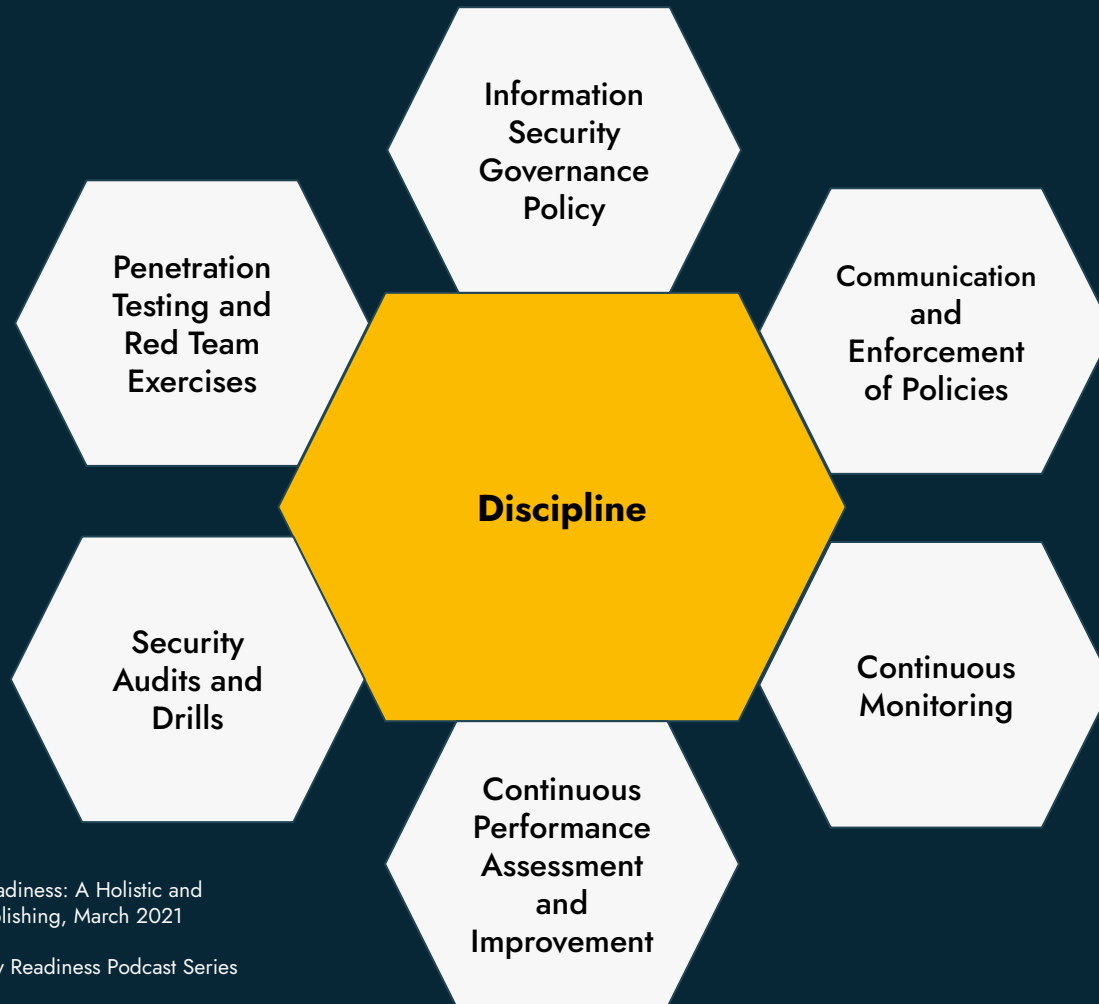 Information
Security
Governance
Policy
Penetration
Testing and
Red Team
Exercises
Communication
and
Enforcement
of Policies
Discipline
Security
Audits and
Drills
Continuous
Monitoring
Continuous
Performance
Assessment
and
Improvement
adiness: A Holistic and
lishing, March 2021
y Readiness Podcast Series